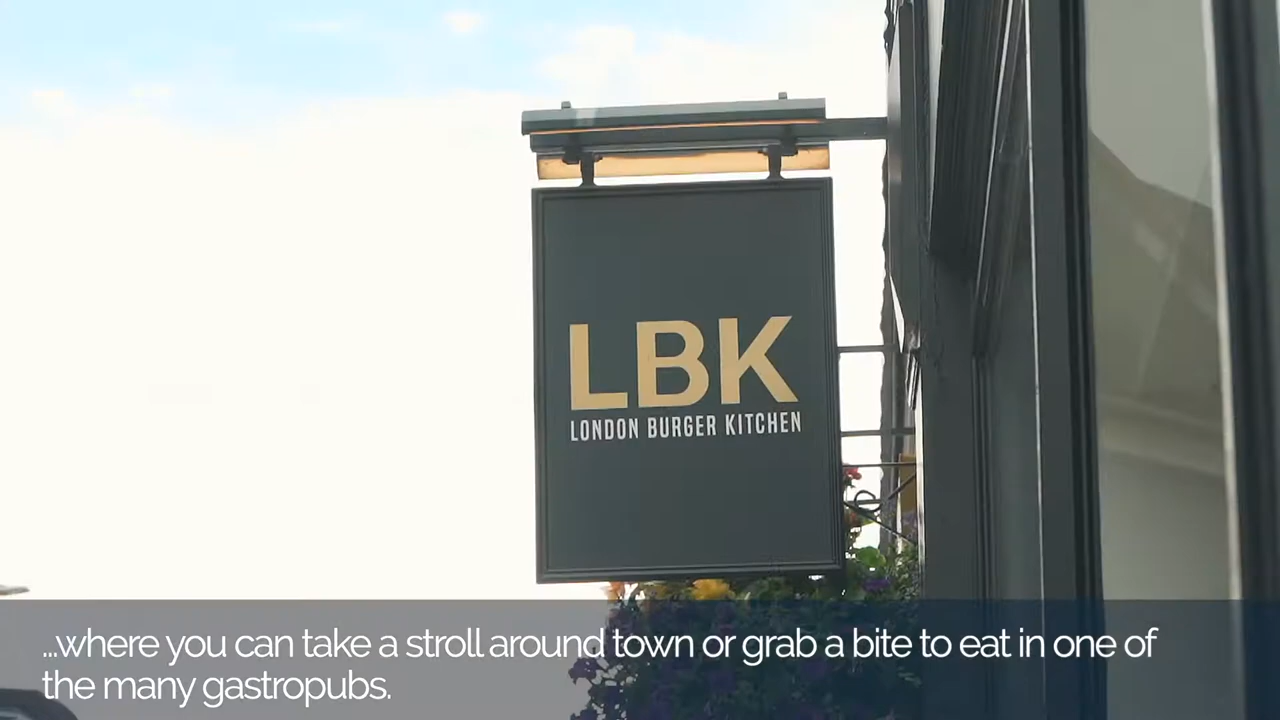 LBK
LONDON BURGER KITCHEN
...where you can take a stroll around town or grab a bite to eat in one of
the many gastropubs.